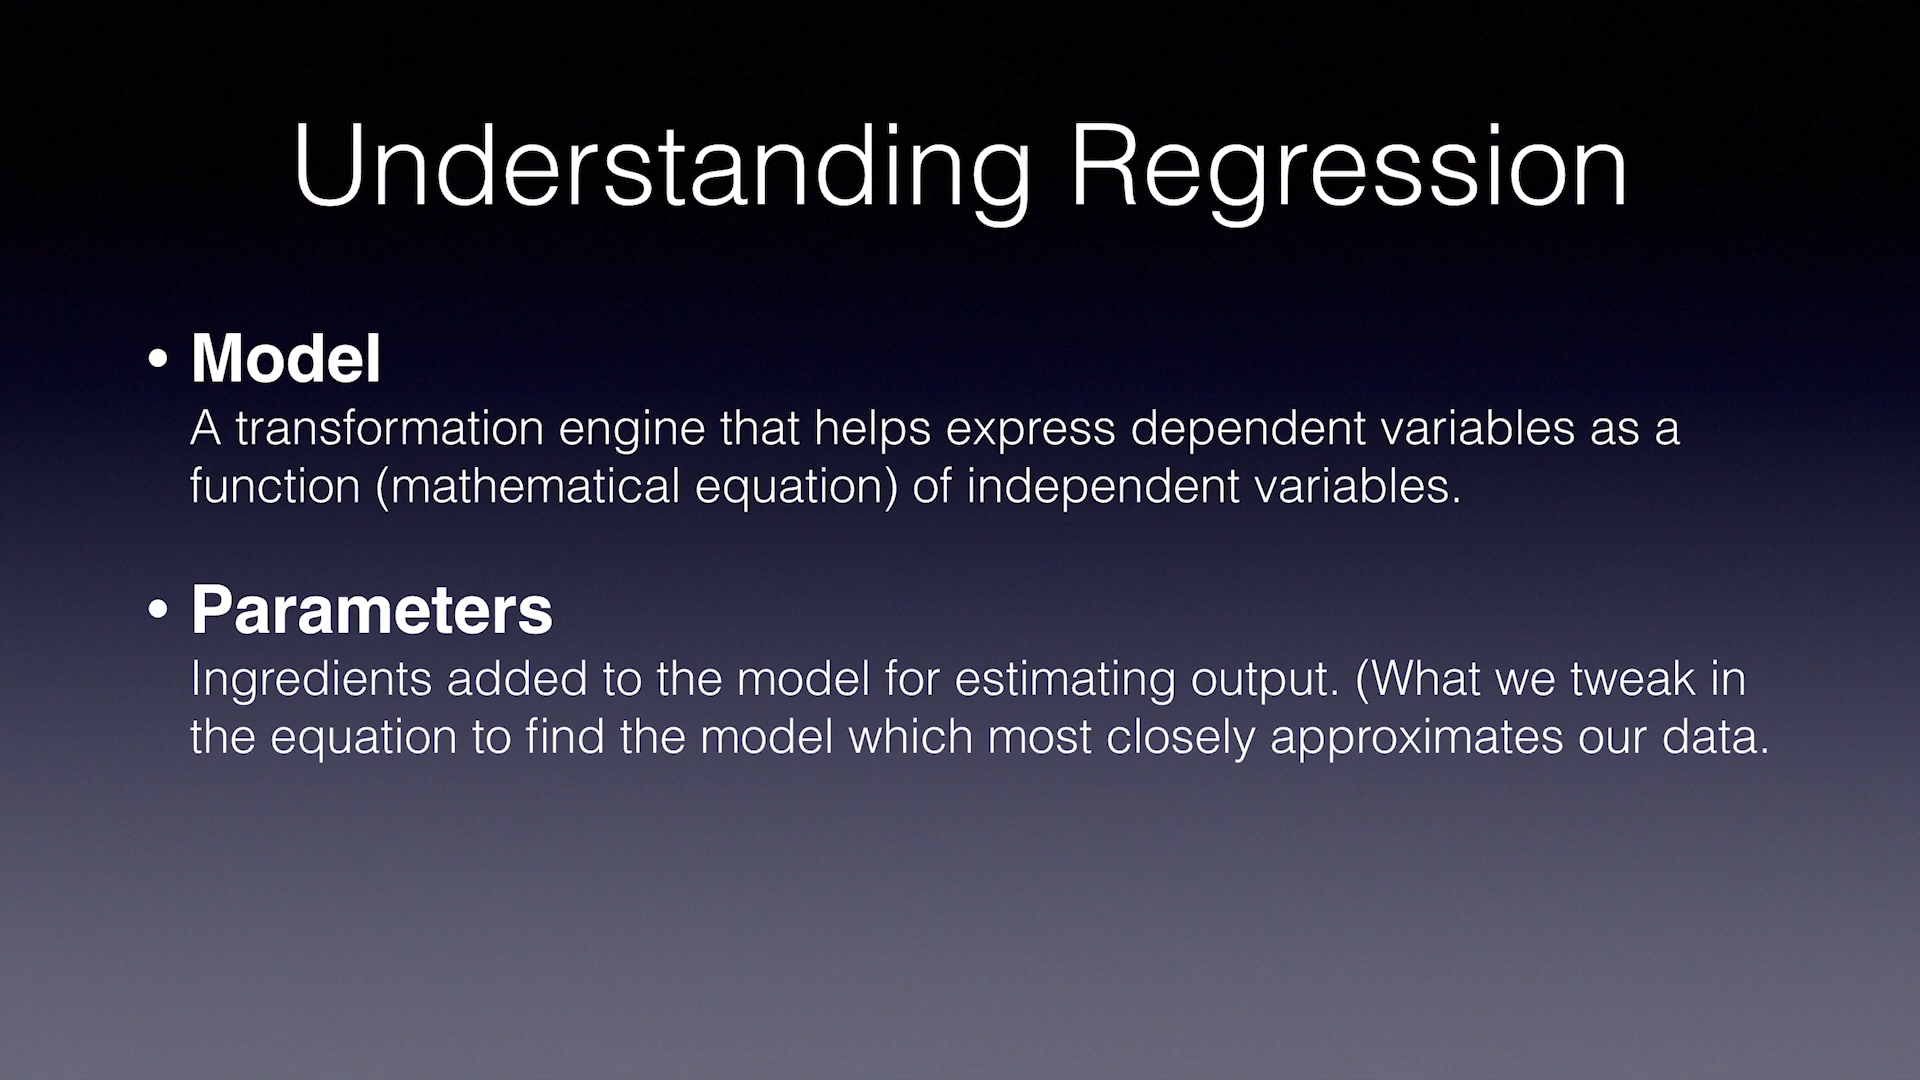 Understanding Regression
• Model
A transformation engine that helps express dependent variables as a
function (mathematical equation) of independent variables.
• Parameters
Ingredients added to the model for estimating output. (What we tweak in
the equation to find the model which most closely approximates our data.